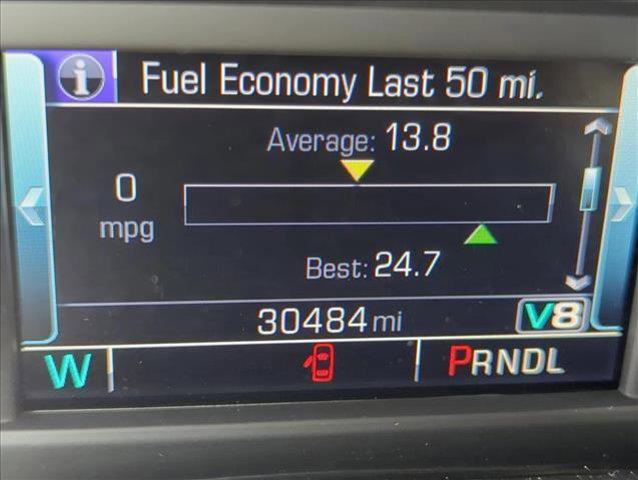 i Fuel Economy Last 50 mi.
Average: 13.8
0
mpg
Best: 24.7
30484 mi V8
W PRNDL